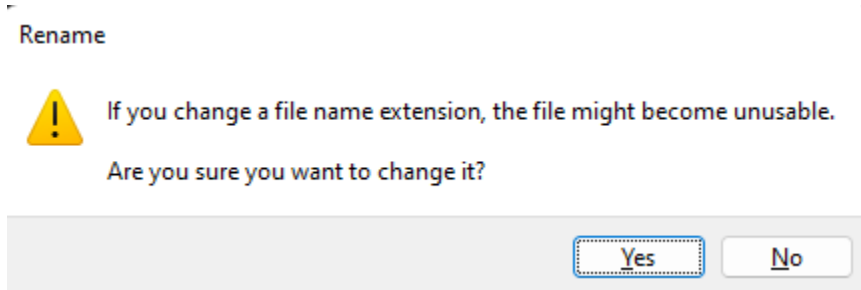 Rename
If you change a file name extension, the file might become unusable.
Are you sure you want to change it?
Yes
No